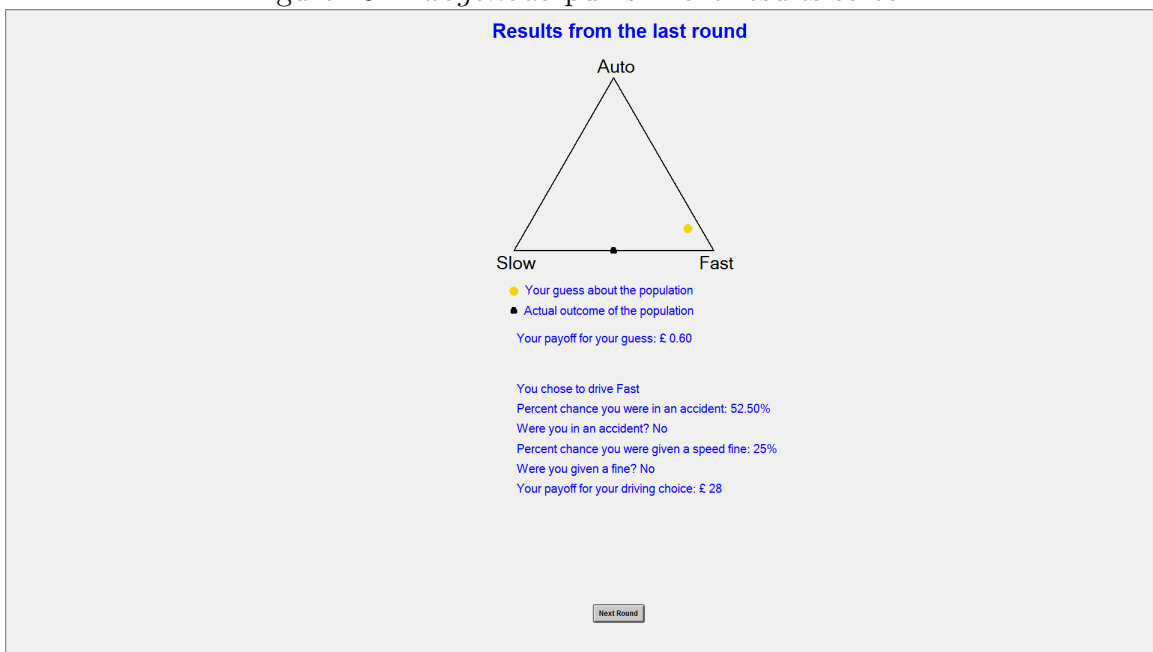 Results from the last round
Auto
Slow
Fast
Your guess about the population
Actual outcome of the population
Your payoff for your guess: £ 0.60
You chose to drive Fast
Percent chance you were in an accident: 52.50%
Were you in an accident? No
Percent chance you were given a speed fine: 25%
Were you given a fine? No
Your payoff for your driving choice: £ 28
Next Round